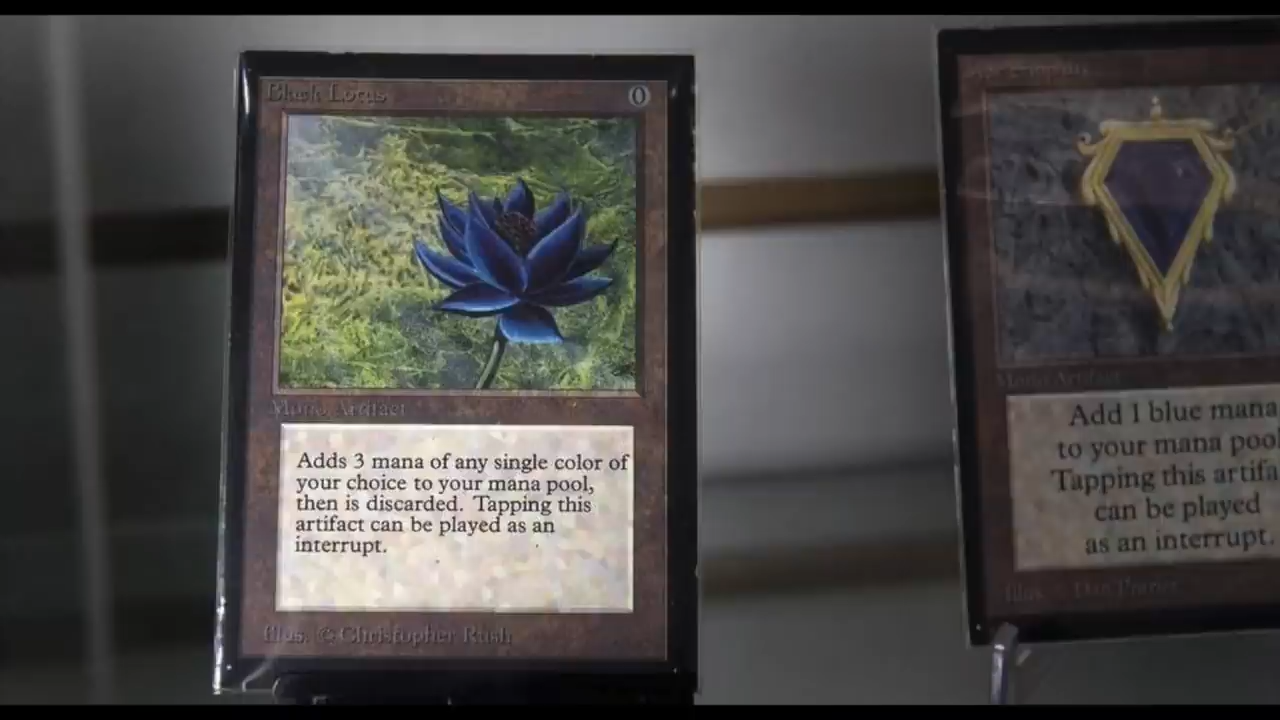 Black Lotus
0
Mono Artifact
Adds 3 mana of any single color of
your choice to your mana pool,
then is discarded. Tapping this
artifact can be played as an
interrupt.
Illus. © Christopher Rush
Mono Artifact
Add 1 blue mana
to your mana pool
Tapping this artifa
can be played
as an interrupt.
Illus.